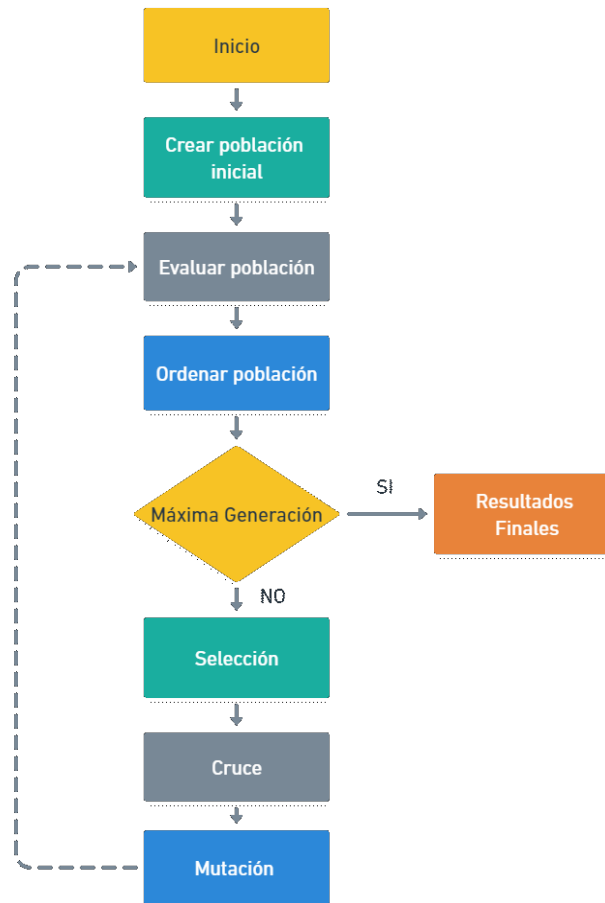 Inicio
Crear población
inicial
Evaluar población
Ordenar población
Máxima Generación
SI
Resultados
Finales
NO
Selección
Cruce
Mutación